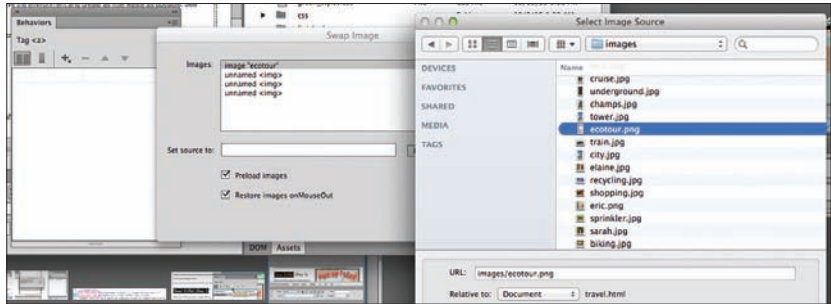 Behaviors
Tag <a>
css
Swap Image
Images:
image "ecotour"
unnamed <img>
unnamed <img>
unnamed <img>
Set source to:
Preload images
Restore images onMouseOut
DOM
Assets
Select Image Source
images
DEVICES
FAVORITES
SHARED
MEDIA
TAGS
Name
cruise.jpg
underground.jpg
champs.jpg
tower.jpg
ecotour.png
train.jpg
city.jpg
elaine.jpg
recycling.jpg
shopping.jpg
eric.png
sprinkler.jpg
sarah.jpg
biking.jpg
URL: images/ecotour.png
Relative to: Document travel.html